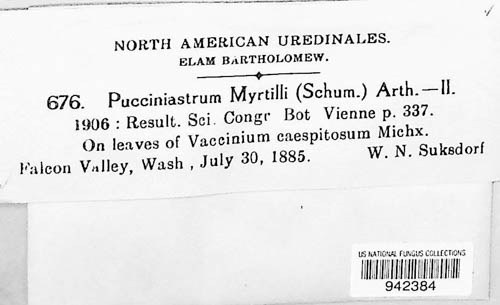 NORTH AMERICAN UREDINALES.
ELAM BARTHOLOMEW.
676. Pucciniastrum Myrtilli (Schum.) Arth.—II.
1906 : Result. Sci. Congr Bot Vienne p. 337.
On leaves of Vaccinium caespitosum Michx.
Falcon Valley, Wash , July 30, 1885. W. N. Suksdorf
US NATIONAL FUNGUS COLLECTIONS
942384